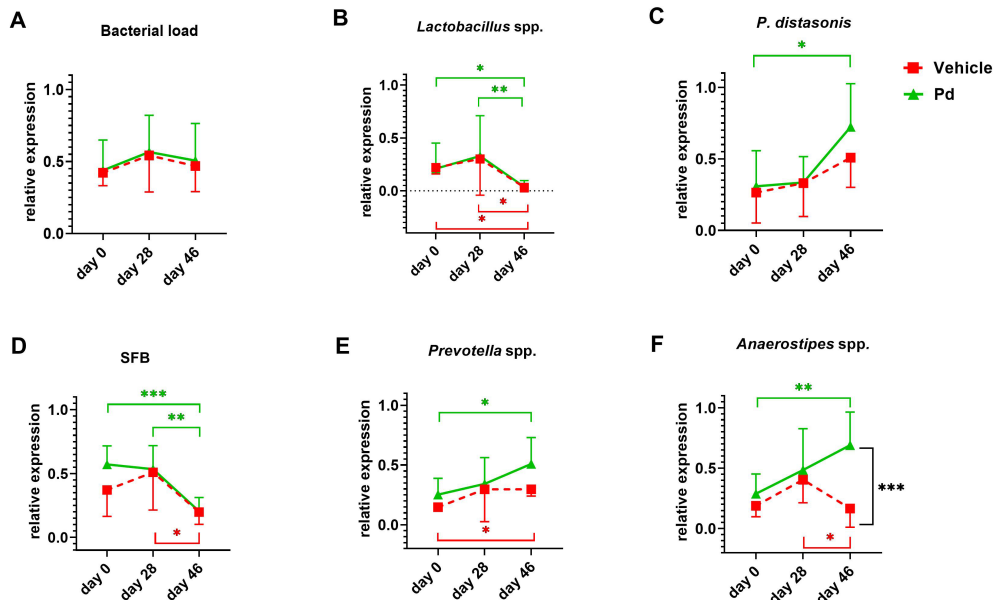 A
Bacterial load
relative expression
1.0
0.5
0.0
day 0
day 28
day 46
B
Lactobacillus spp.
relative expression
1.0
0.5
0.0
*
**
*
*
day 0
day 28
day 46
C
P. distasonis
relative expression
1.0
0.5
0.0
*
day 0
day 28
day 46
Vehicle
Pd
D
SFB
relative expression
1.0
0.5
0.0
***
**
*
day 0
day 28
day 46
E
Prevotella spp.
relative expression
1.0
0.5
0.0
*
*
day 0
day 28
day 46
F
Anaerostipes spp.
relative expression
1.0
0.5
0.0
**
***
*
day 0
day 28
day 46